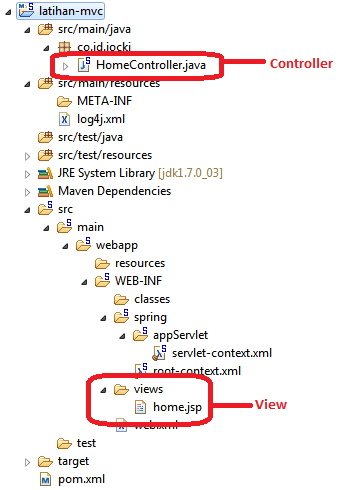 latihan-mvc
src/main/java
co.id.jocki
HomeController.java
Controller
src/main/resources
META-INF
log4j.xml
src/test/java
src/test/resources
JRE System Library [jdk1.7.0_03]
Maven Dependencies
src
main
webapp
resources
WEB-INF
classes
spring
appServlet
servlet-context.xml
root-context.xml
views
home.jsp
View
web.xml
test
target
pom.xml